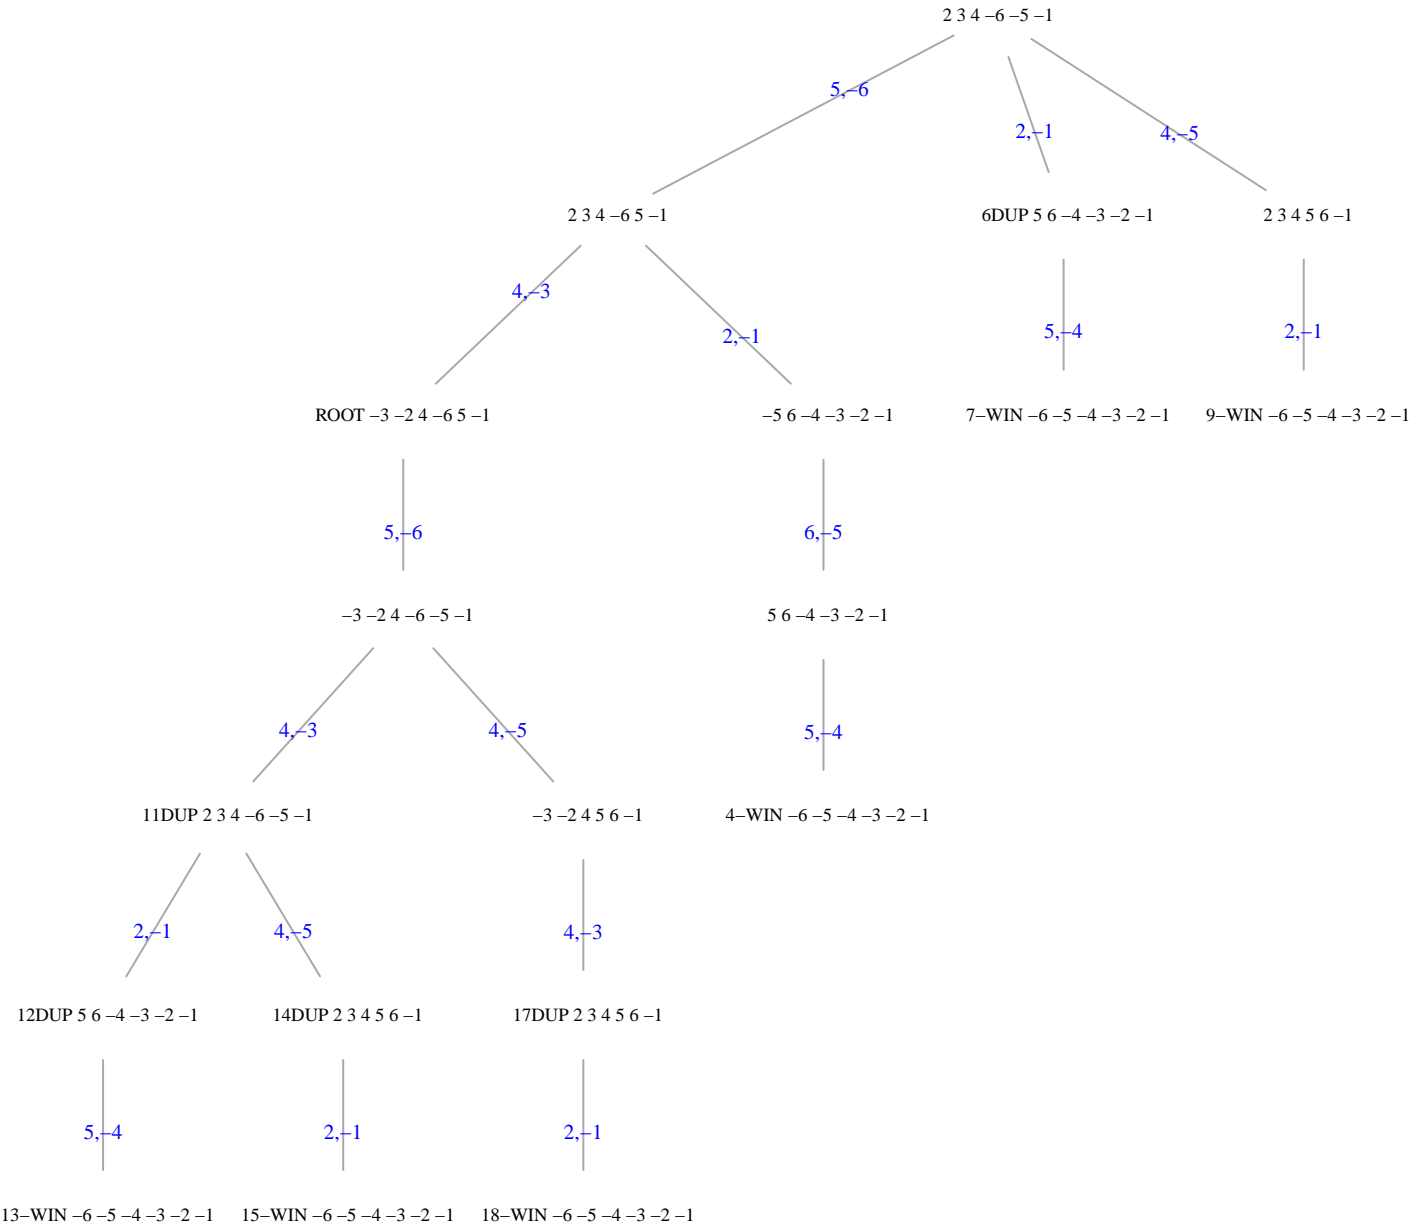 2 3 4 –6 –5 –1
5,–6
2,–1
4,–5
2 3 4 –6 5 –1
6DUP 5 6 –4 –3 –2 –1
2 3 4 5 6 –1
4,–3
2,–1
5,–4
2,–1
ROOT –3 –2 4 –6 5 –1
–5 6 –4 –3 –2 –1
7–WIN –6 –5 –4 –3 –2 –1
9–WIN –6 –5 –4 –3 –2 –1
5,–6
6,–5
–3 –2 4 –6 –5 –1
5 6 –4 –3 –2 –1
4,–3
4,–5
5,–4
11DUP 2 3 4 –6 –5 –1
–3 –2 4 5 6 –1
4–WIN –6 –5 –4 –3 –2 –1
2,–1
4,–5
4,–3
12DUP 5 6 –4 –3 –2 –1
14DUP 2 3 4 5 6 –1
17DUP 2 3 4 5 6 –1
5,–4
2,–1
2,–1
13–WIN –6 –5 –4 –3 –2 –1
15–WIN –6 –5 –4 –3 –2 –1
18–WIN –6 –5 –4 –3 –2 –1